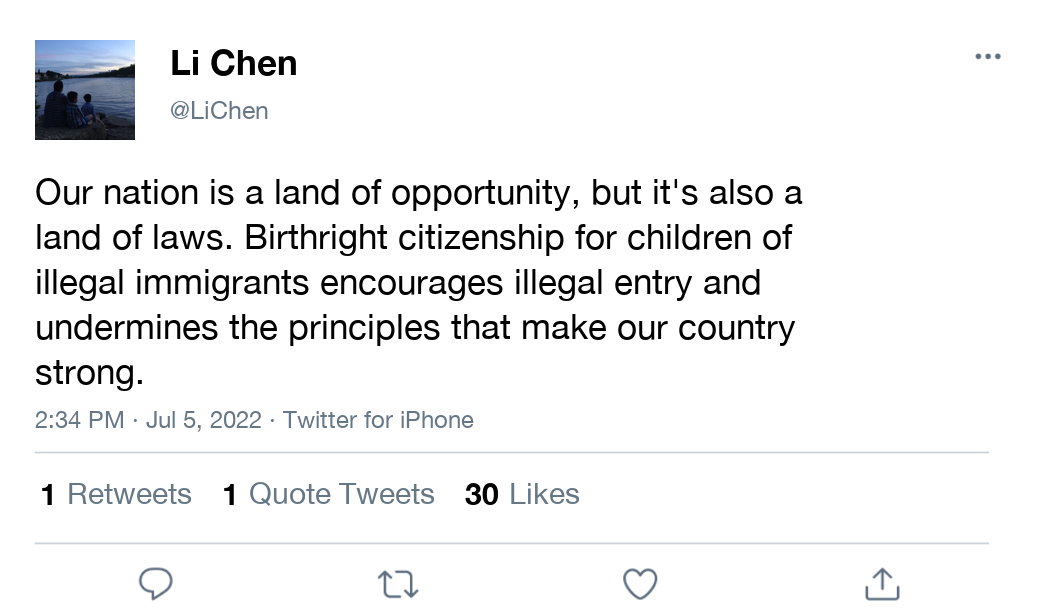 Li Chen
@LiChen
Our nation is a land of opportunity, but it's also a
land of laws. Birthright citizenship for children of
illegal immigrants encourages illegal entry and
undermines the principles that make our country
strong.
2:34 PM · Jul 5, 2022 · Twitter for iPhone
1 Retweets 1 Quote Tweets 30 Likes